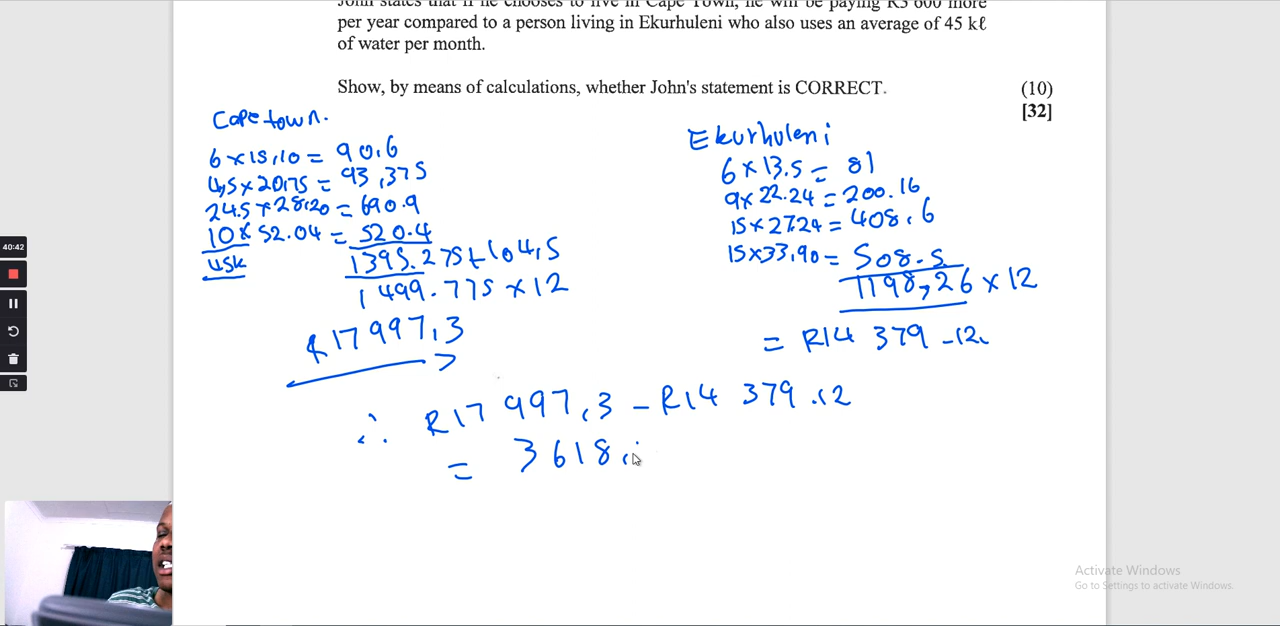 John states that if he chooses to live in Cape Town, he will be paying R3 600 more
per year compared to a person living in Ekurhuleni who also uses an average of 45 kℓ
of water per month.
Show, by means of calculations, whether John's statement is CORRECT.
(10)
[32]
Cape town.
6 × 15,10 = 90,6
4,5 × 20,75 = 93,375
24.5 × 28,20 = 690.9
10 × 52.04 = 520.4
45k
1395.275 + 104,5
1 499.775 × 12
R17 997,3
Ekurhuleni
6 × 13.5 = 81
9 × 22.24 = 200.16
15 × 27.24 = 408,6
15 × 33,90 = 508.5
1198,26 × 12
= R14 379.12
∴ R17 997,3 – R14 379.12
= 3618,
40:42
Activate Windows
Go to Settings to activate Windows.